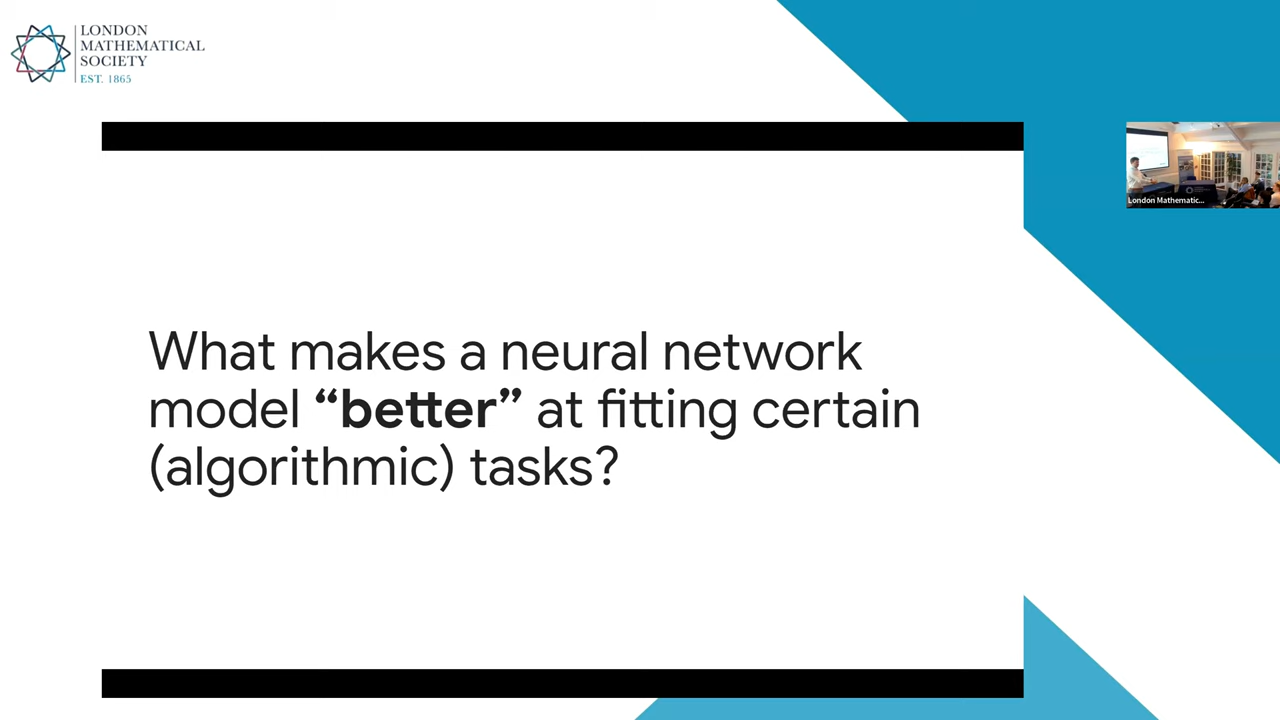 LONDON
MATHEMATICAL
SOCIETY
EST. 1865
London Mathematic...
What makes a neural network
model “better” at fitting certain
(algorithmic) tasks?